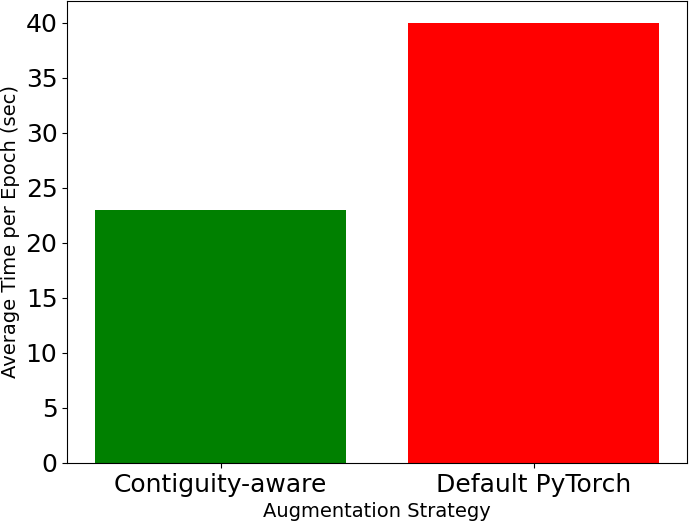 Average Time per Epoch (sec)
40
35
30
25
20
15
10
5
0
Contiguity-aware
Default PyTorch
Augmentation Strategy